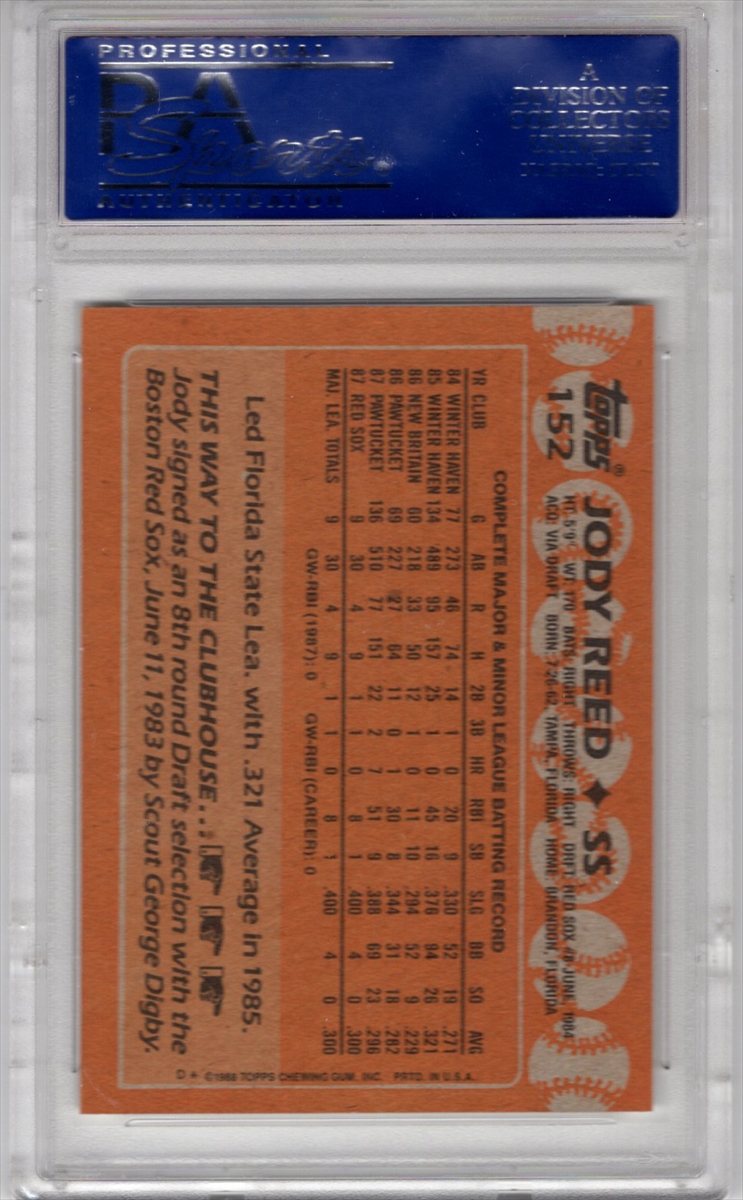 PROFESSIONAL
PSA
Sports
AUTHENTICATOR
A
DIVISION OF
COLLECTORS
UNIVERSE
topps®
152
JODY REED ♦ SS
HT: 5'9" WT: 170 BATS: RIGHT THROWS: RIGHT DRAFT: RED SOX JUNE, 1984
ACQ: VIA DRAFT BORN: 7-26-62, TAMPA, FLORIDA HOME: BRANDON, FLORIDA
COMPLETE MAJOR & MINOR LEAGUE BATTING RECORD
YR CLUB G AB R H 2B 3B HR RBI SB SLG BB SO AVG
84 WINTER HAVEN 77 273 46 74 14 1 0 20 9 .330 52 19 .271
85 WINTER HAVEN 134 489 95 157 25 1 0 45 16 .376 94 26 .321
86 NEW BRITAIN 60 218 33 50 12 1 0 11 10 .294 52 9 .229
86 PAWTUCKET 69 227 27 64 11 0 1 30 8 .344 31 18 .282
87 PAWTUCKET 136 510 77 151 22 2 7 51 9 .388 69 23 .296
87 RED SOX 9 30 4 9 1 1 0 8 1 .400 4 0 .300
MAJ. LEA. TOTALS 9 30 4 9 1 1 0 8 1 .400 4 0 .300
GW-RBI (1987): 0 GW-RBI (CAREER): 0
Led Florida State Lea. with .321 Average in 1985.
THIS WAY TO THE CLUBHOUSE...
Jody signed as an 8th round Draft selection with the
Boston Red Sox, June 11, 1983 by Scout George Digby.
D* ©1988 TOPPS CHEWING GUM, INC. PRTD. IN U.S.A.